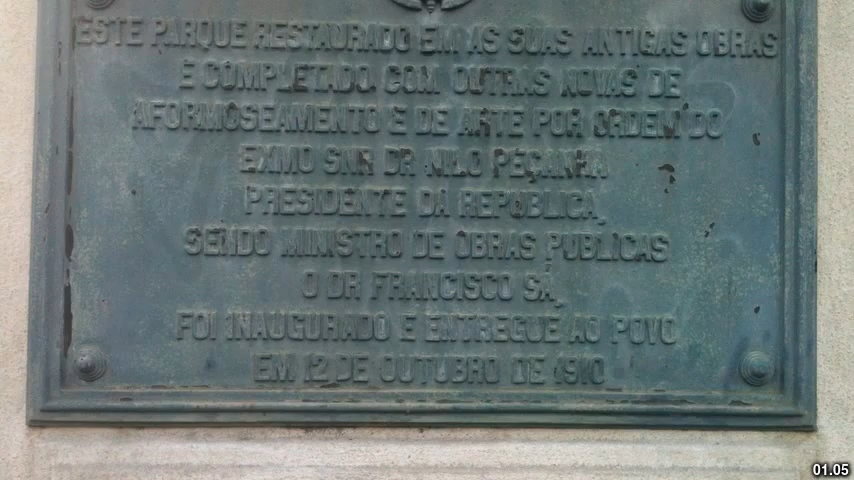 ESTE PARQUE RESTAURADO EM AS SUAS ANTIGAS OBRAS
E COMPLETADO COM OUTRAS NOVAS DE
AFORMOSEAMENTO E DE ARTE POR ORDEM DO
EXMO SNR DR NILO PEÇANHA
PRESIDENTE DA REPÚBLICA,
SENDO MINISTRO DE OBRAS PUBLICAS
O DR FRANCISCO SÁ,
FOI INAUGURADO E ENTREGUE AO POVO
EM 12 DE OUTUBRO DE 1910
01.05